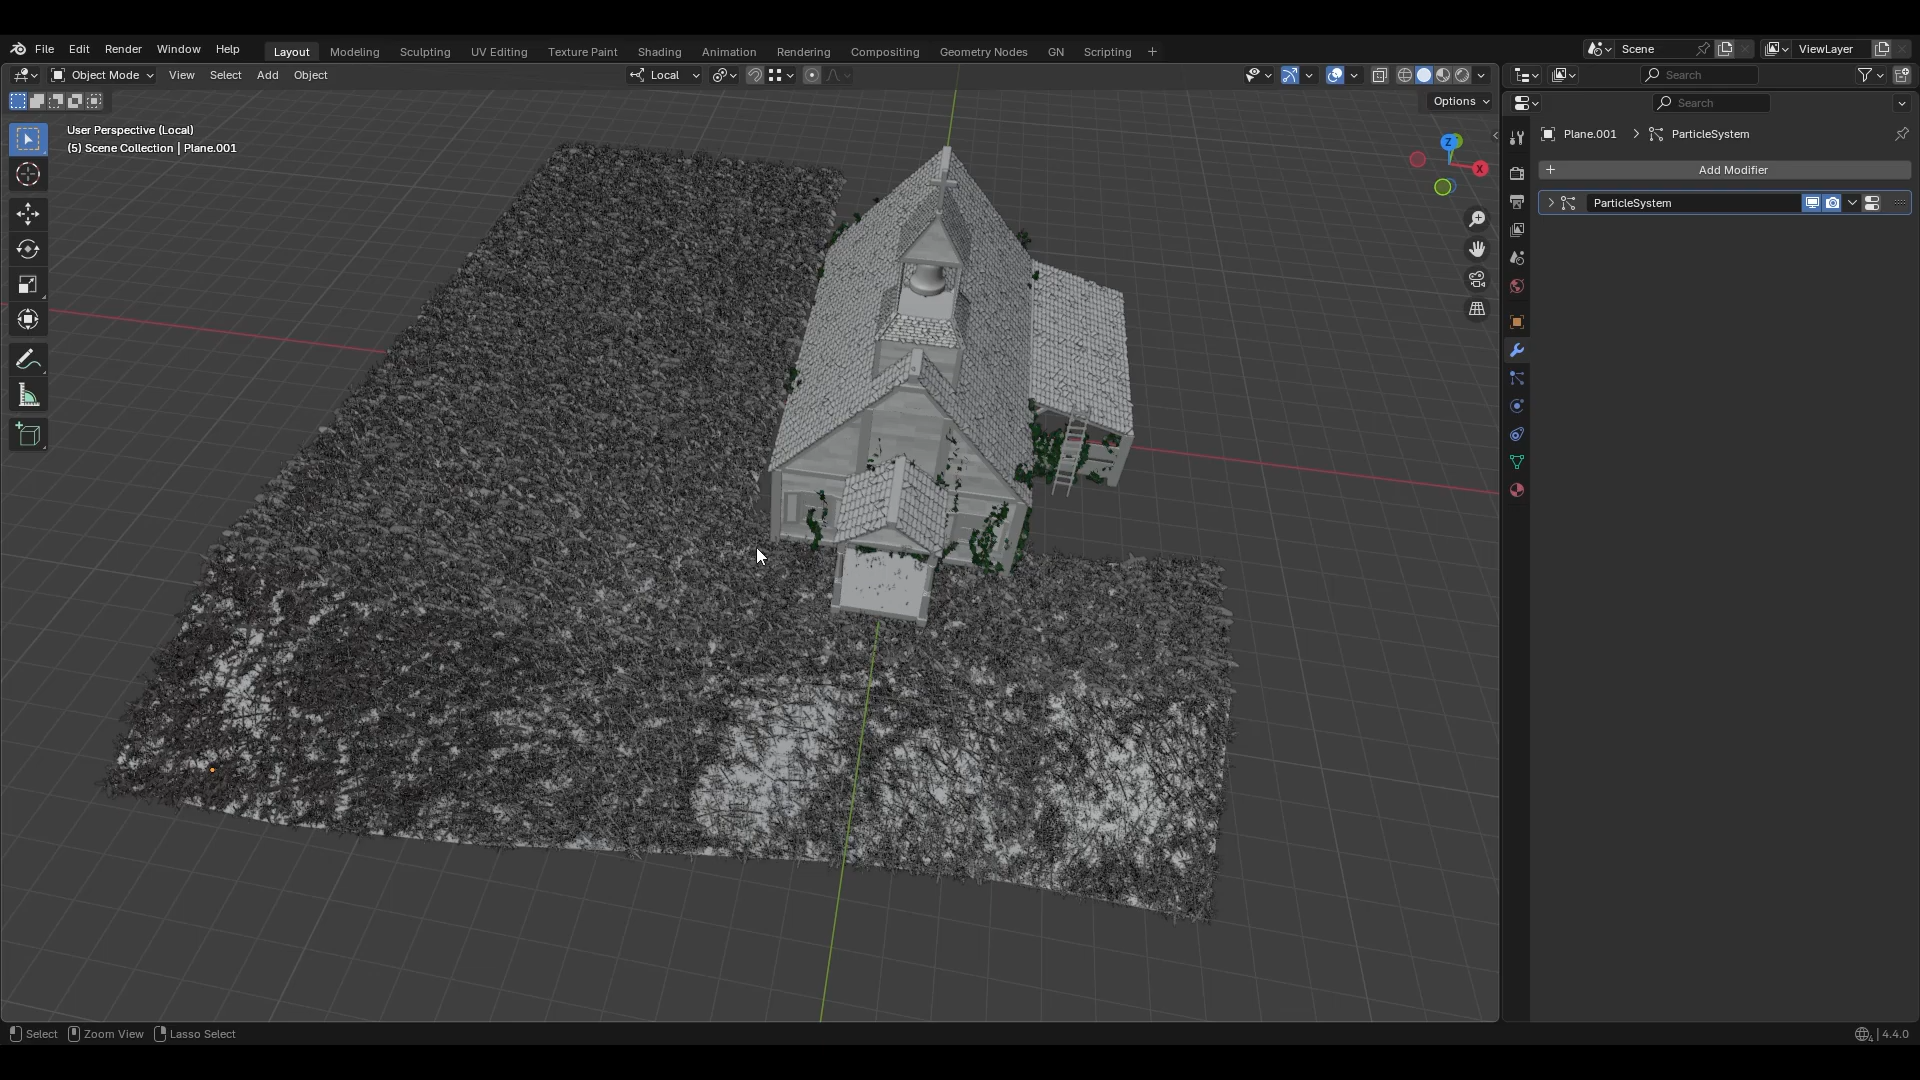 File Edit Render Window Help Layout Modeling Sculpting UV Editing Texture Paint Shading Animation Rendering Compositing Geometry Nodes GN Scripting + Scene ViewLayer
Object Mode View Select Add Object Local Search
Options Search
User Perspective (Local)
(5) Scene Collection | Plane.001
Z
X
Plane.001 > ParticleSystem
+ Add Modifier
ParticleSystem
Select Zoom View Lasso Select 4.4.0